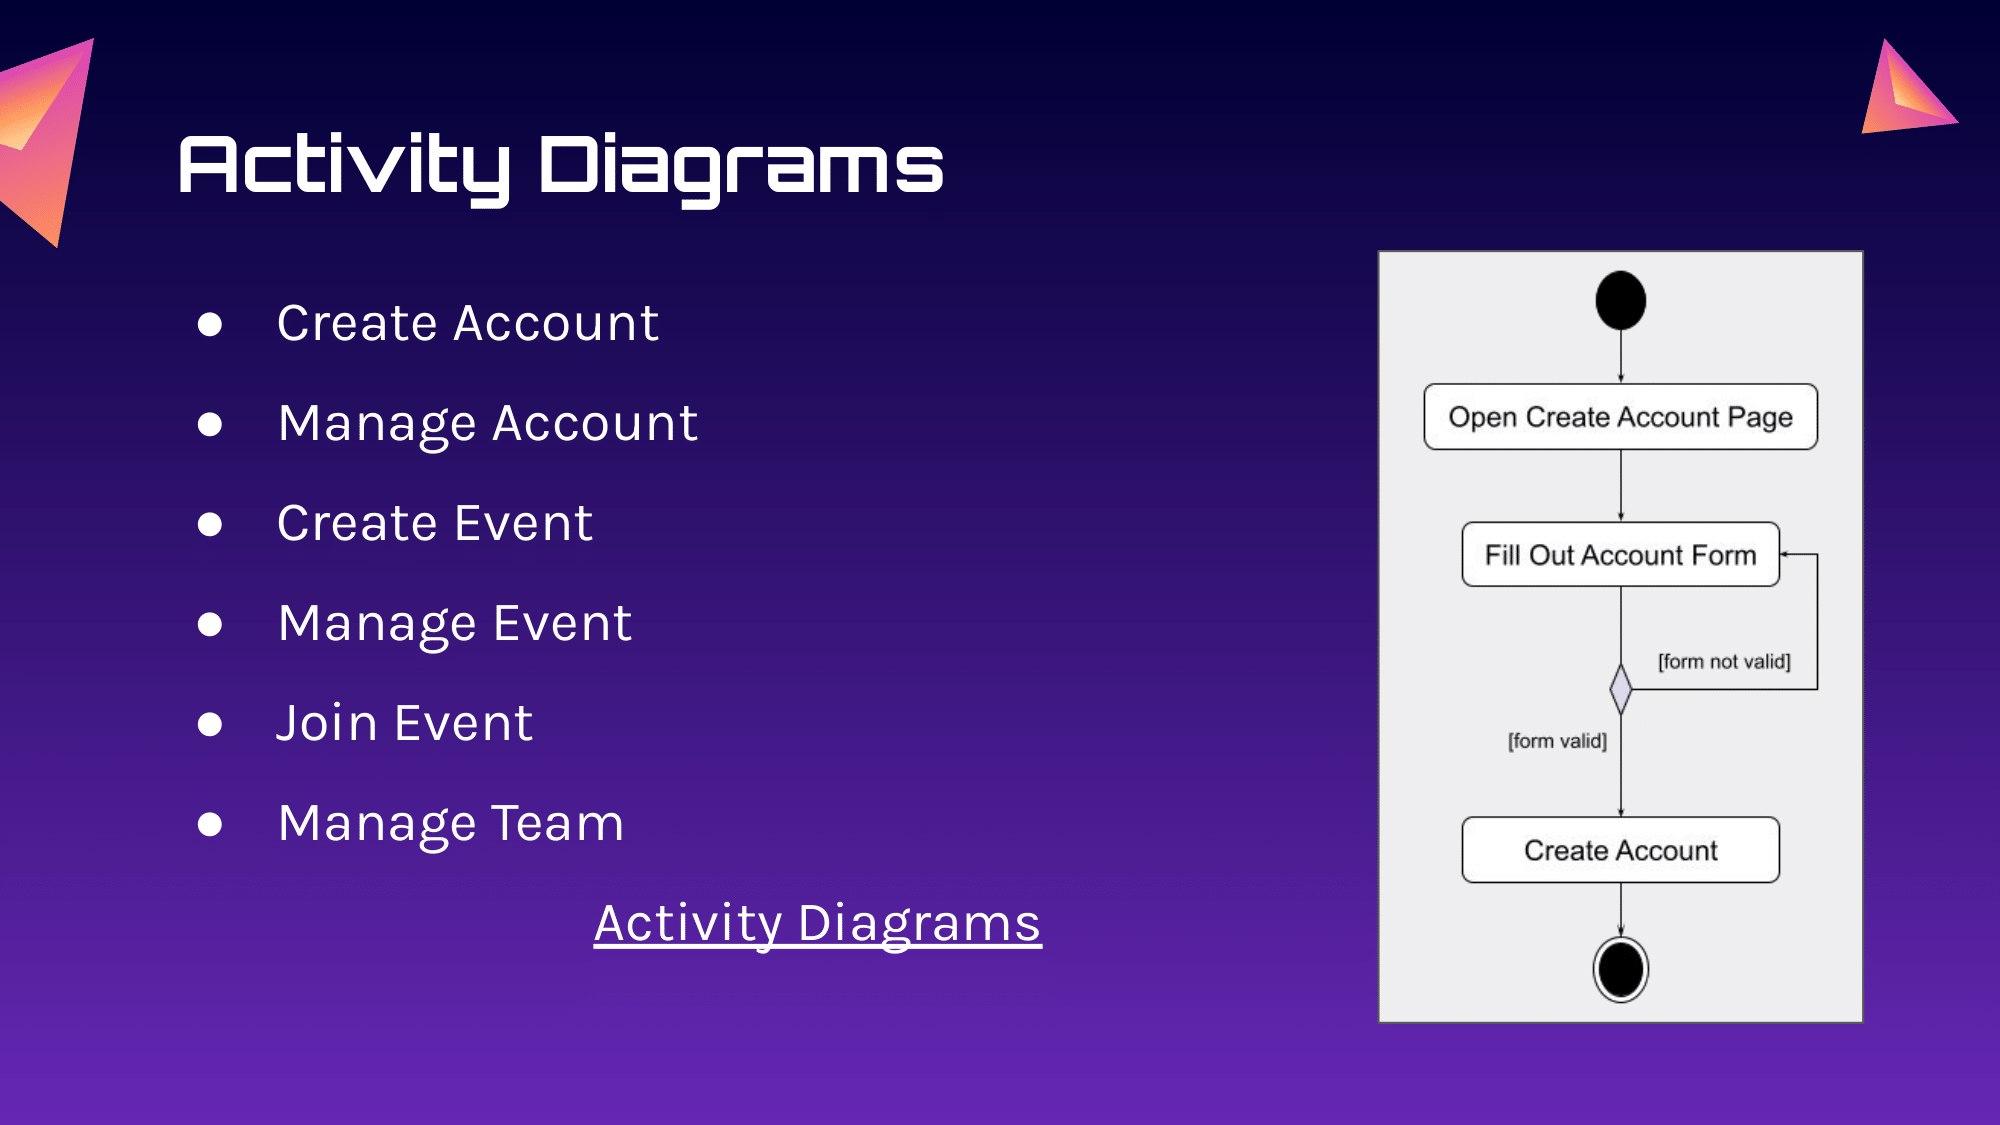 Activity Diagrams
● Create Account
● Manage Account
● Create Event
● Manage Event
● Join Event
● Manage Team
Activity Diagrams
Open Create Account Page
Fill Out Account Form
[form not valid]
[form valid]
Create Account